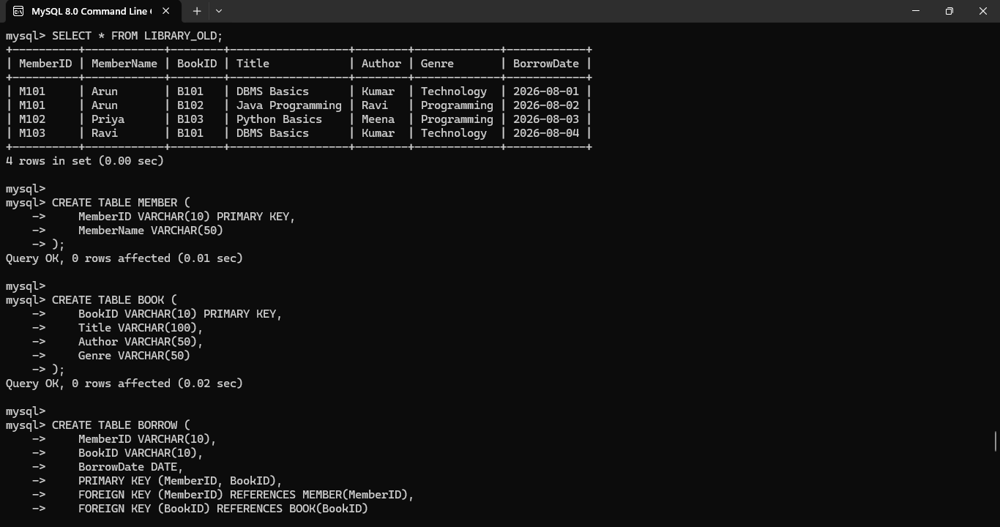 MySQL 8.0 Command Line
mysql> SELECT * FROM LIBRARY_OLD;
+----------+------------+--------+------------------+--------+-------------+------------+
| MemberID | MemberName | BookID | Title            | Author | Genre       | BorrowDate |
+----------+------------+--------+------------------+--------+-------------+------------+
| M101     | Arun       | B101   | DBMS Basics      | Kumar  | Technology  | 2026-08-01 |
| M101     | Arun       | B102   | Java Programming | Ravi   | Programming | 2026-08-02 |
| M102     | Priya      | B103   | Python Basics    | Meena  | Programming | 2026-08-03 |
| M103     | Ravi       | B101   | DBMS Basics      | Kumar  | Technology  | 2026-08-04 |
+----------+------------+--------+------------------+--------+-------------+------------+
4 rows in set (0.00 sec)

mysql>
mysql> CREATE TABLE MEMBER (
    ->     MemberID VARCHAR(10) PRIMARY KEY,
    ->     MemberName VARCHAR(50)
    -> );
Query OK, 0 rows affected (0.01 sec)

mysql>
mysql> CREATE TABLE BOOK (
    ->     BookID VARCHAR(10) PRIMARY KEY,
    ->     Title VARCHAR(100),
    ->     Author VARCHAR(50),
    ->     Genre VARCHAR(50)
    -> );
Query OK, 0 rows affected (0.02 sec)

mysql>
mysql> CREATE TABLE BORROW (
    ->     MemberID VARCHAR(10),
    ->     BookID VARCHAR(10),
    ->     BorrowDate DATE,
    ->     PRIMARY KEY (MemberID, BookID),
    ->     FOREIGN KEY (MemberID) REFERENCES MEMBER(MemberID),
    ->     FOREIGN KEY (BookID) REFERENCES BOOK(BookID)